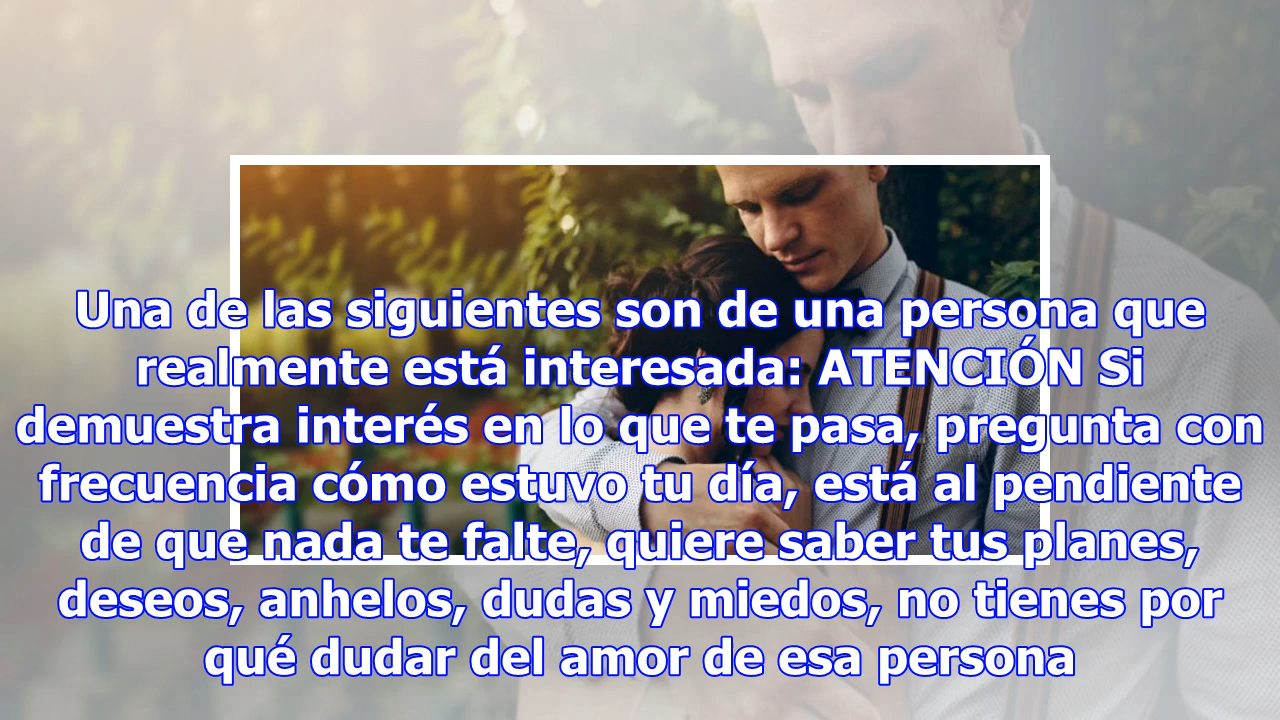 Una de las siguientes son de una persona que
realmente está interesada: ATENCIÓN Si
demuestra interés en lo que te pasa, pregunta con
frecuencia cómo estuvo tu día, está al pendiente
de que nada te falte, quiere saber tus planes,
deseos, anhelos, dudas y miedos, no tienes por
qué dudar del amor de esa persona